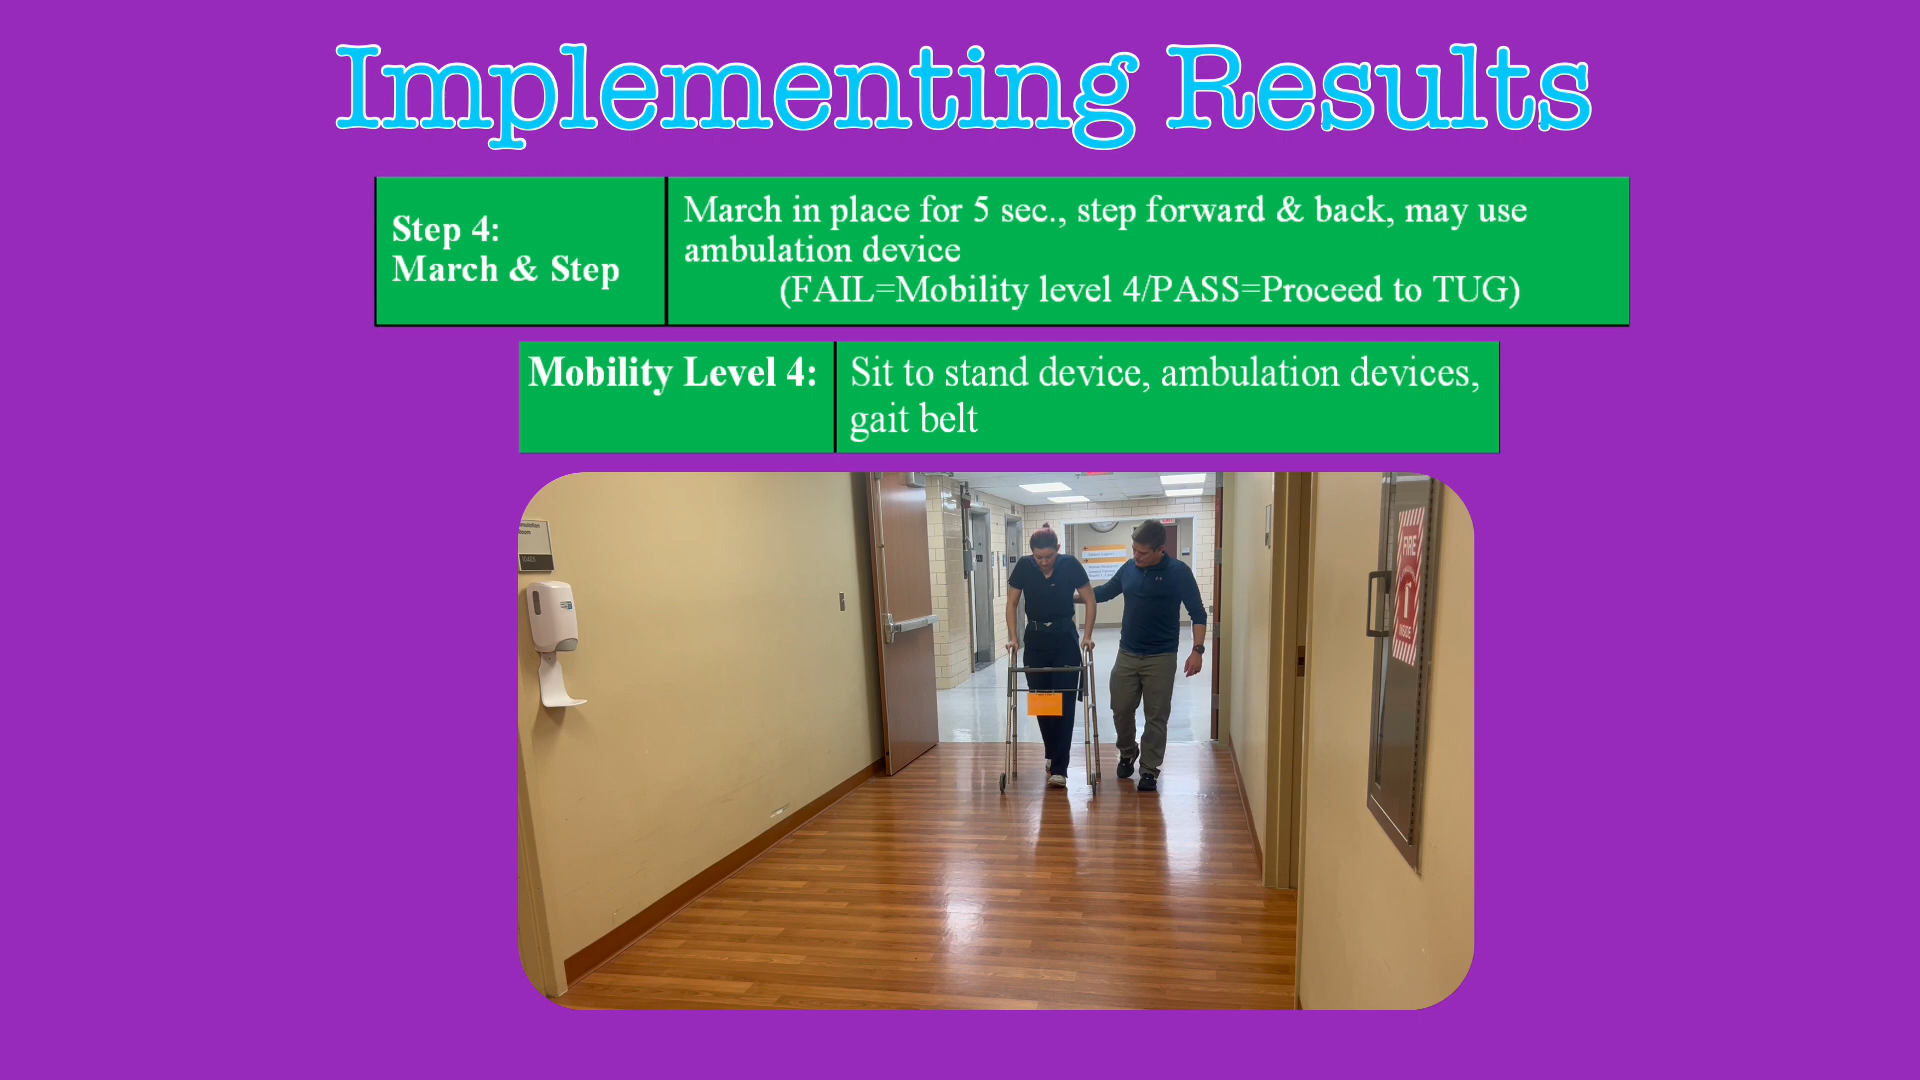 Implementing Results
Step 4:
March & Step
March in place for 5 sec., step forward & back, may use
ambulation device
(FAIL=Mobility level 4/PASS=Proceed to TUG)
Mobility Level 4:
Sit to stand device, ambulation devices,
gait belt
FIRE
INSIDE